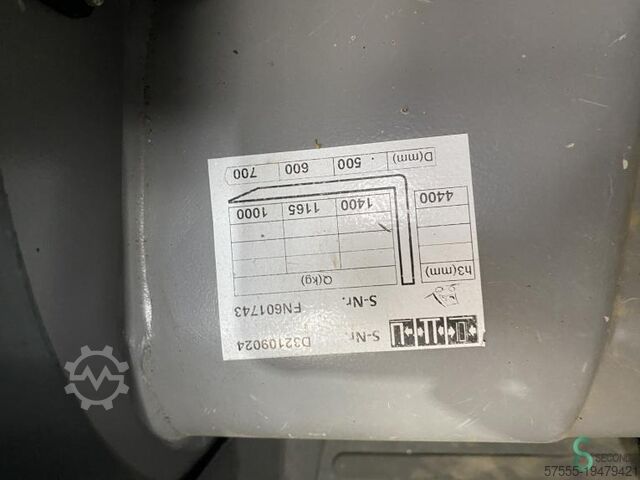 S-Nr D32109024
S-Nr. FN601743
h3(mm) Q(kg)
4400 1400 1165 1000
D(mm) 500 600 700
SECOND
57555-19479421